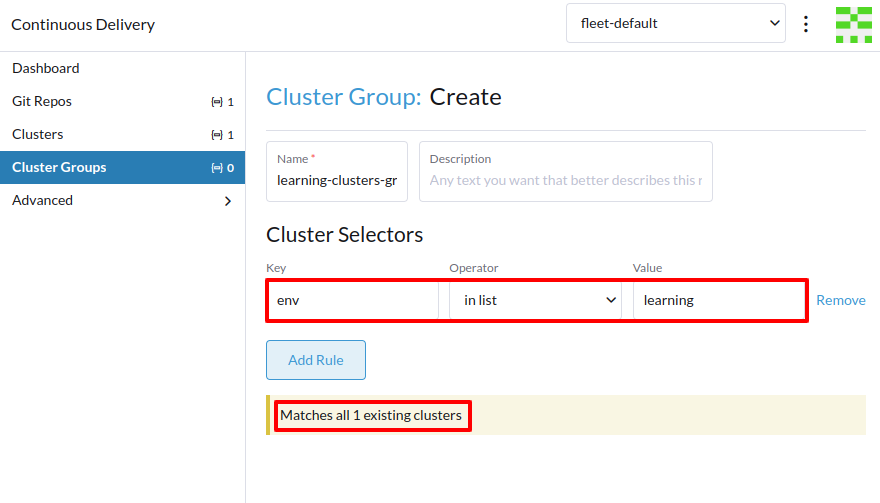 Continuous Delivery
fleet-default
Dashboard
Git Repos 1
Clusters 1
Cluster Groups 0
Advanced
Cluster Group: Create
Name *
learning-clusters-gr
Description
Any text you want that better describes this r
Cluster Selectors
Key Operator Value
env in list learning Remove
Add Rule
Matches all 1 existing clusters